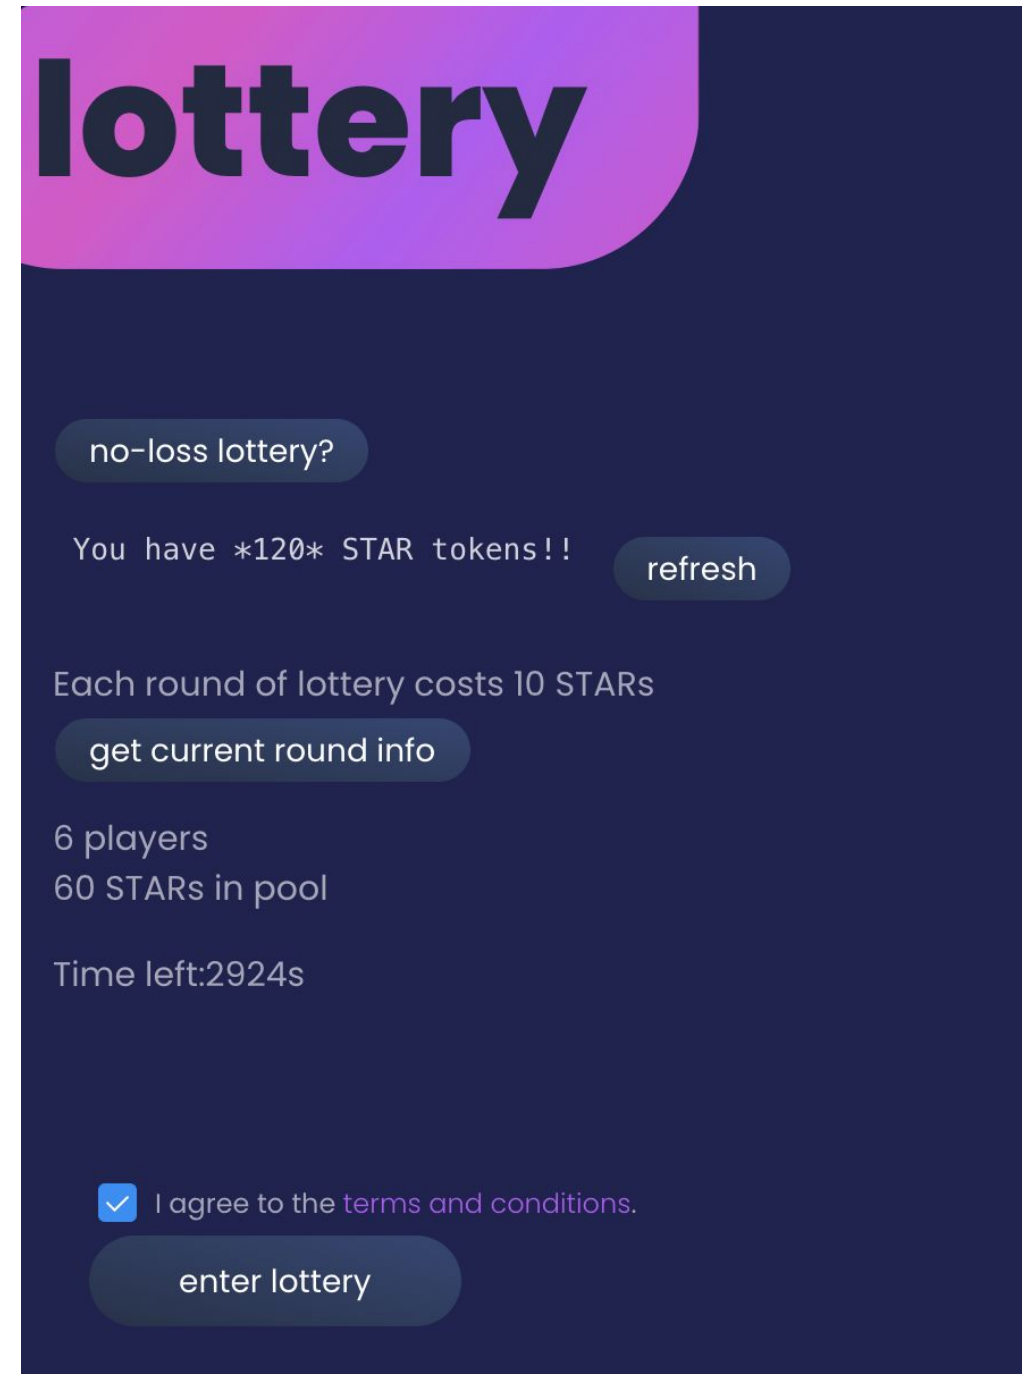 lottery
no-loss lottery?
You have *120* STAR tokens!!
refresh
Each round of lottery costs 10 STARs
get current round info
6 players
60 STARs in pool
Time left:2924s
I agree to the terms and conditions.
enter lottery